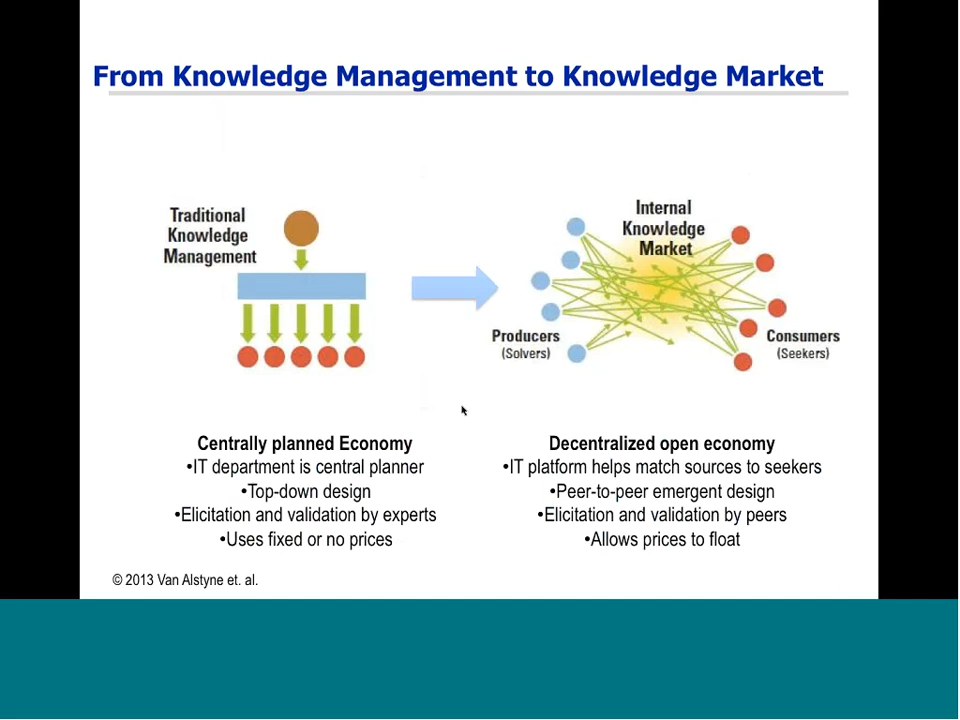 From Knowledge Management to Knowledge Market
Traditional
Knowledge
Management
Internal
Knowledge
Market
Producers
(Solvers)
Consumers
(Seekers)
Centrally planned Economy
•IT department is central planner
•Top-down design
•Elicitation and validation by experts
•Uses fixed or no prices
Decentralized open economy
•IT platform helps match sources to seekers
•Peer-to-peer emergent design
•Elicitation and validation by peers
•Allows prices to float
© 2013 Van Alstyne et. al.